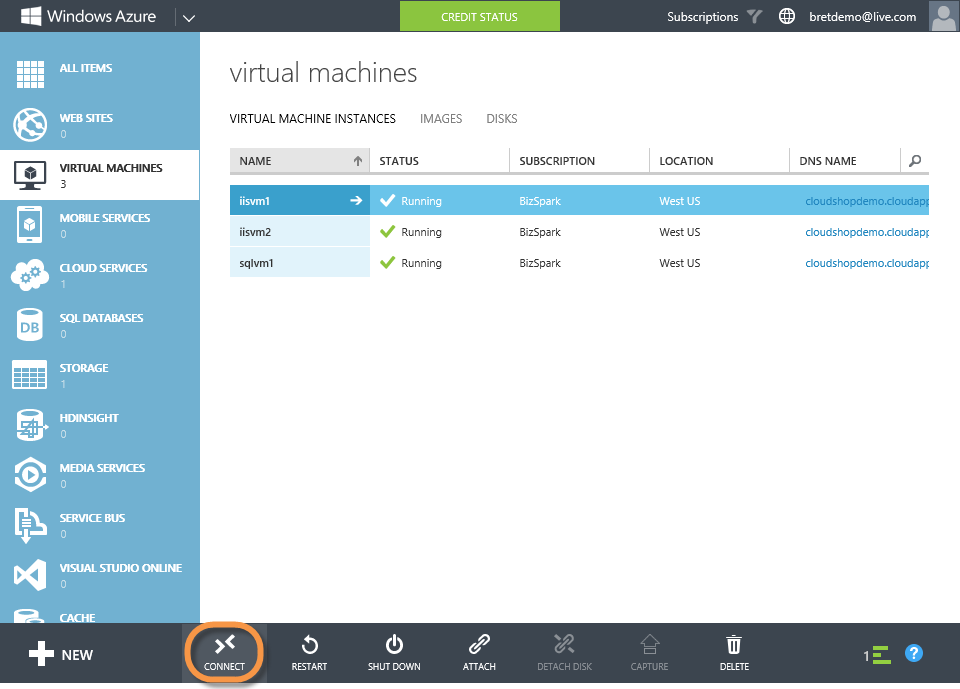 Windows Azure
CREDIT STATUS
Subscriptions
bretdemo@live.com
ALL ITEMS
WEB SITES
0
VIRTUAL MACHINES
3
MOBILE SERVICES
0
CLOUD SERVICES
1
SQL DATABASES
0
DB
STORAGE
1
HDINSIGHT
0
MEDIA SERVICES
0
SERVICE BUS
0
VISUAL STUDIO ONLINE
0
CACHE
virtual machines
VIRTUAL MACHINE INSTANCES IMAGES DISKS
NAME STATUS SUBSCRIPTION LOCATION DNS NAME
iisvm1 Running BizSpark West US cloudshopdemo.cloudapp
iisvm2 Running BizSpark West US cloudshopdemo.cloudapp
sqlvm1 Running BizSpark West US cloudshopdemo.cloudapp
NEW
CONNECT
RESTART
SHUT DOWN
ATTACH
DETACH DISK
CAPTURE
DELETE
1
?